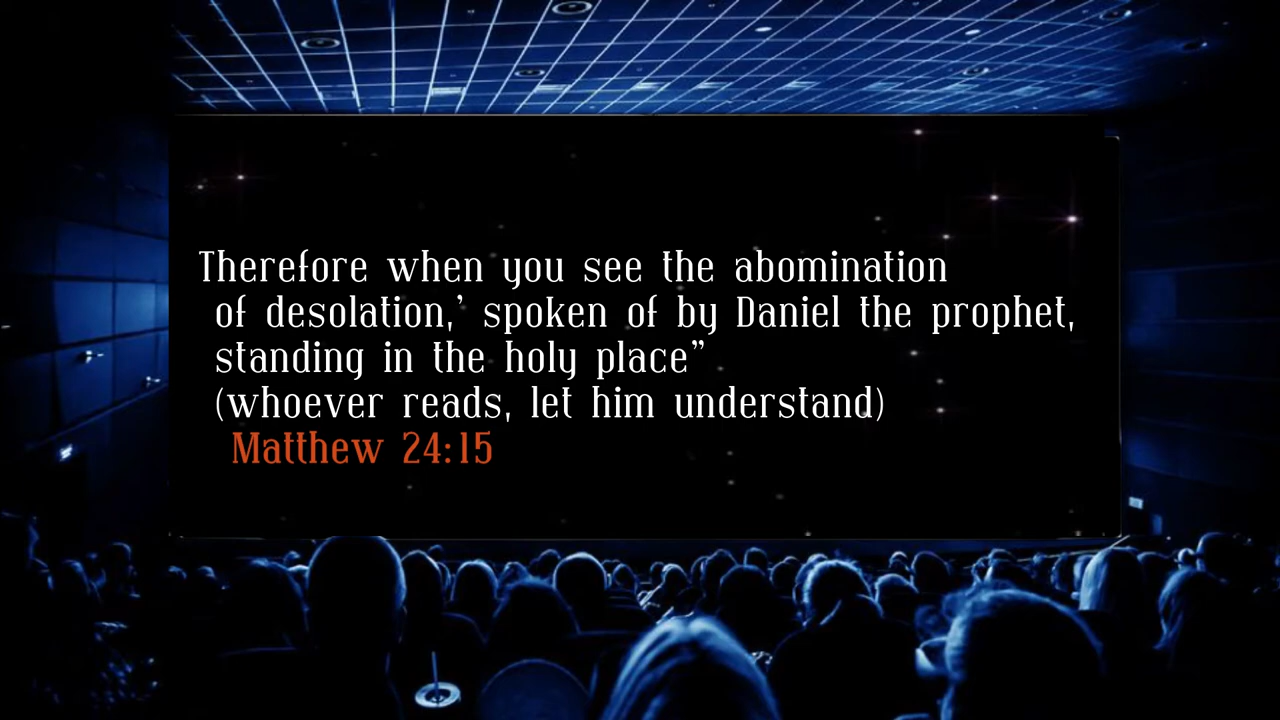 Therefore when you see the abomination
of desolation,’ spoken of by Daniel the prophet,
standing in the holy place”
(whoever reads, let him understand)
Matthew 24:15